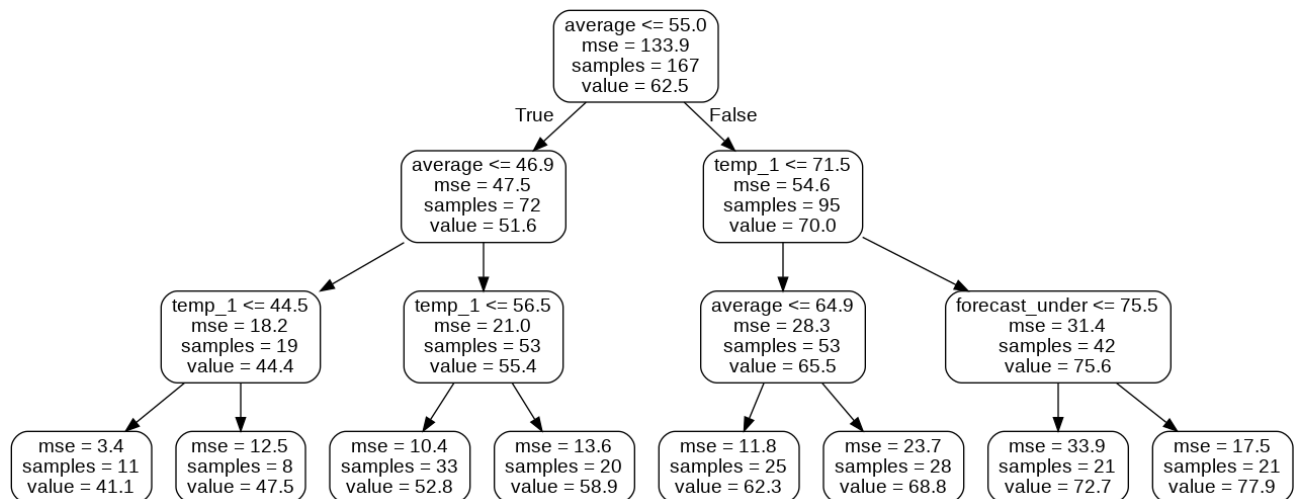 average <= 55.0
mse = 133.9
samples = 167
value = 62.5
True
False
average <= 46.9
mse = 47.5
samples = 72
value = 51.6
temp_1 <= 71.5
mse = 54.6
samples = 95
value = 70.0
temp_1 <= 44.5
mse = 18.2
samples = 19
value = 44.4
temp_1 <= 56.5
mse = 21.0
samples = 53
value = 55.4
average <= 64.9
mse = 28.3
samples = 53
value = 65.5
forecast_under <= 75.5
mse = 31.4
samples = 42
value = 75.6
mse = 3.4
samples = 11
value = 41.1
mse = 12.5
samples = 8
value = 47.5
mse = 10.4
samples = 33
value = 52.8
mse = 13.6
samples = 20
value = 58.9
mse = 11.8
samples = 25
value = 62.3
mse = 23.7
samples = 28
value = 68.8
mse = 33.9
samples = 21
value = 72.7
mse = 17.5
samples = 21
value = 77.9